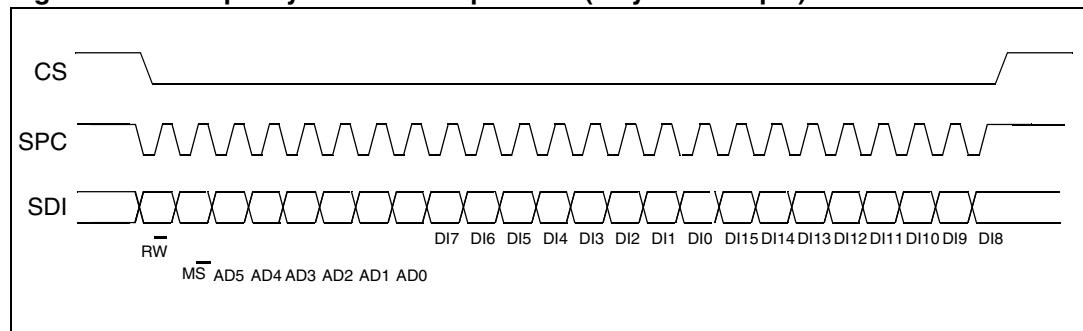 CS
SPC
SDI
DI7 DI6 DI5 DI4 DI3 DI2 DI1 DI0 DI15 DI14 DI13 DI12 DI11 DI10 DI9 DI8
RW
MS AD5 AD4 AD3 AD2 AD1 AD0